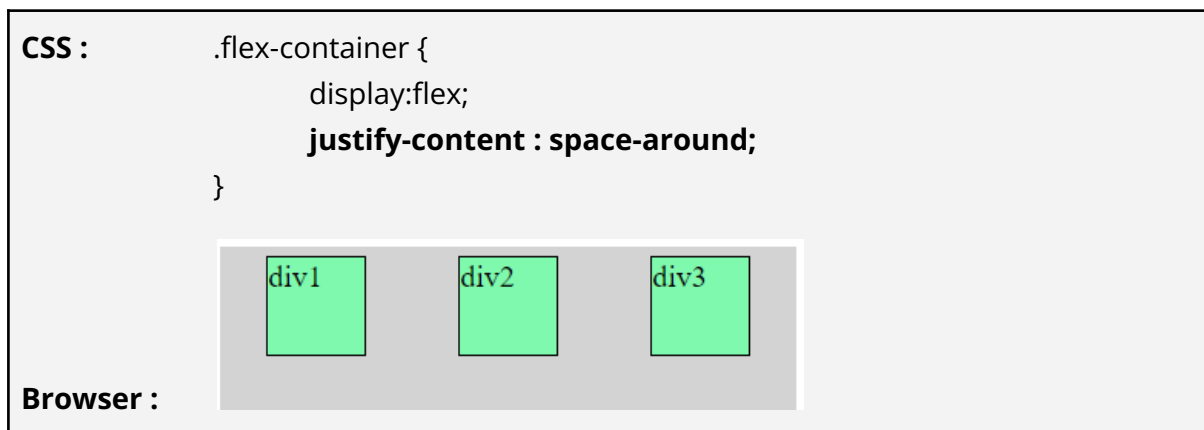 CSS : .flex-container {
display:flex;
justify-content : space-around;
}
div1 div2 div3
Browser :